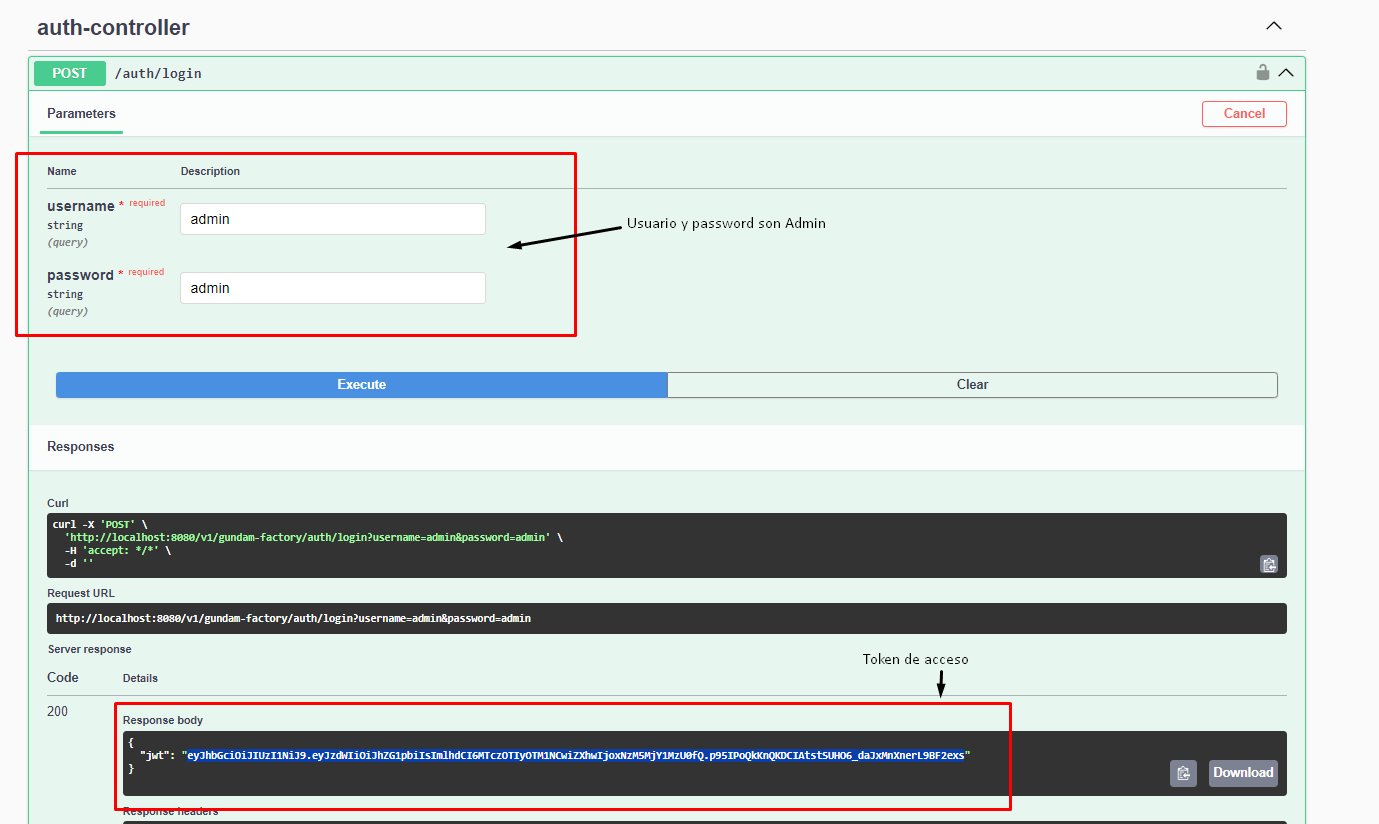 auth-controller
POST /auth/login
Parameters
Cancel
Name Description
username * required
admin
string
(query)
Usuario y password son Admin
password * required
admin
string
(query)
Execute Clear
Responses
Curl
curl -X 'POST' \
'http://localhost:8080/v1/gundam-factory/auth/login?username=admin&password=admin' \
-H 'accept: */*' \
-d ''
Request URL
http://localhost:8080/v1/gundam-factory/auth/login?username=admin&password=admin
Server response
Token de acceso
Code Details
200
Response body
{
"jwt": "eyJhbGciOiJIUzI1NiJ9.eyJzdWIiOiJhZG1pbiIsImlhdCI6MTczOTIyOTM1NCwiZXhwIjoxNzM5MjY1MzU0fQ.p95IPoQkKnQKDCIAtstSUHO6_daJxMnXnerL9BF2exs"
}
Download
Response headers